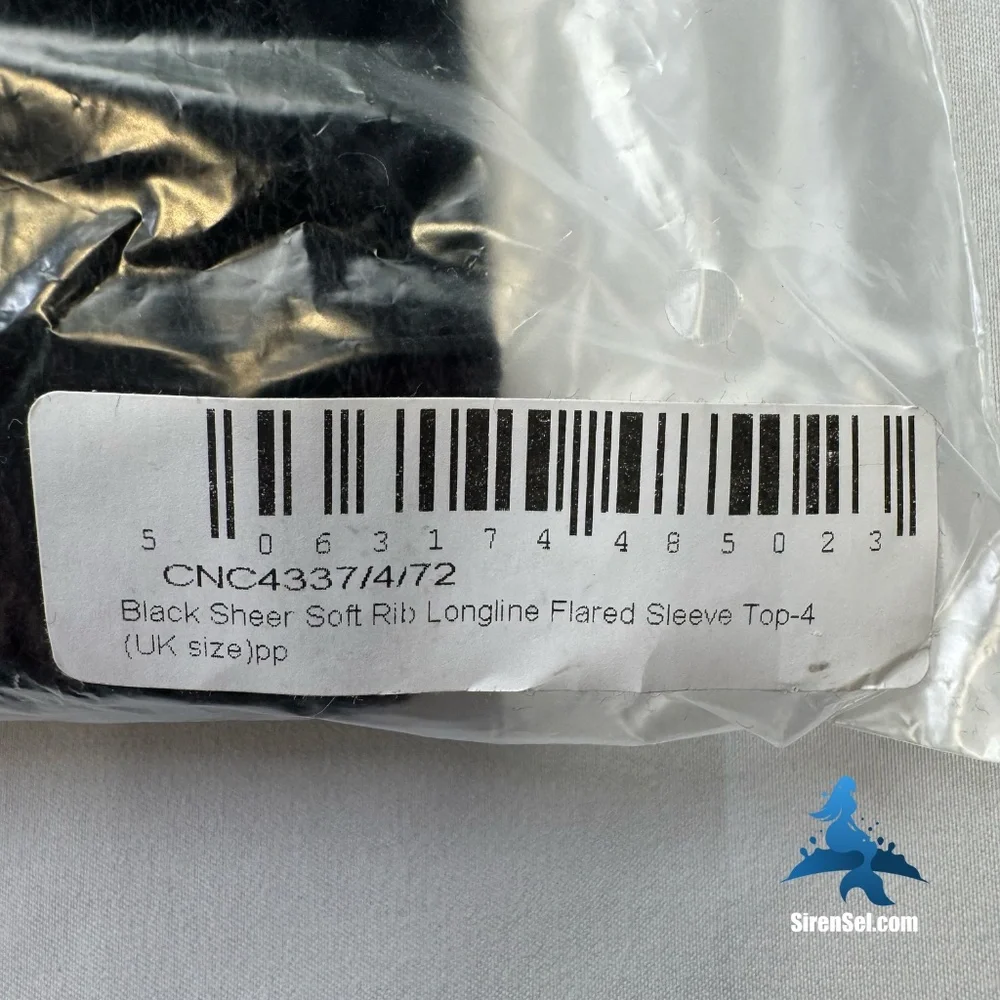 5 063174 485023
CNC4337/4/72
Black Sheer Soft Rib Longline Flared Sleeve Top-4
(UK size)pp
SirenSel.com